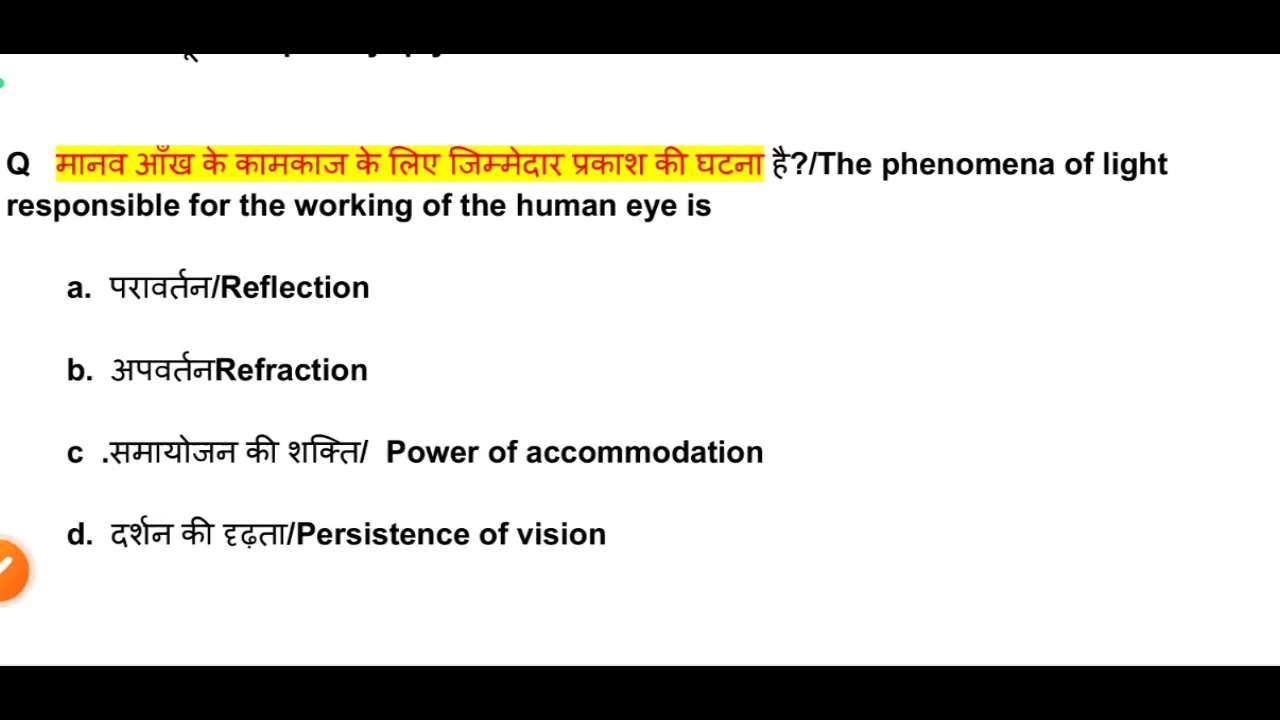 Q मानव आँख के कामकाज के लिए जिम्मेदार प्रकाश की घटना है?/The phenomena of light
responsible for the working of the human eye is
a. परावर्तन/Reflection
b. अपवर्तनRefraction
c .समायोजन की शक्ति/ Power of accommodation
d. दर्शन की दृढ़ता/Persistence of vision